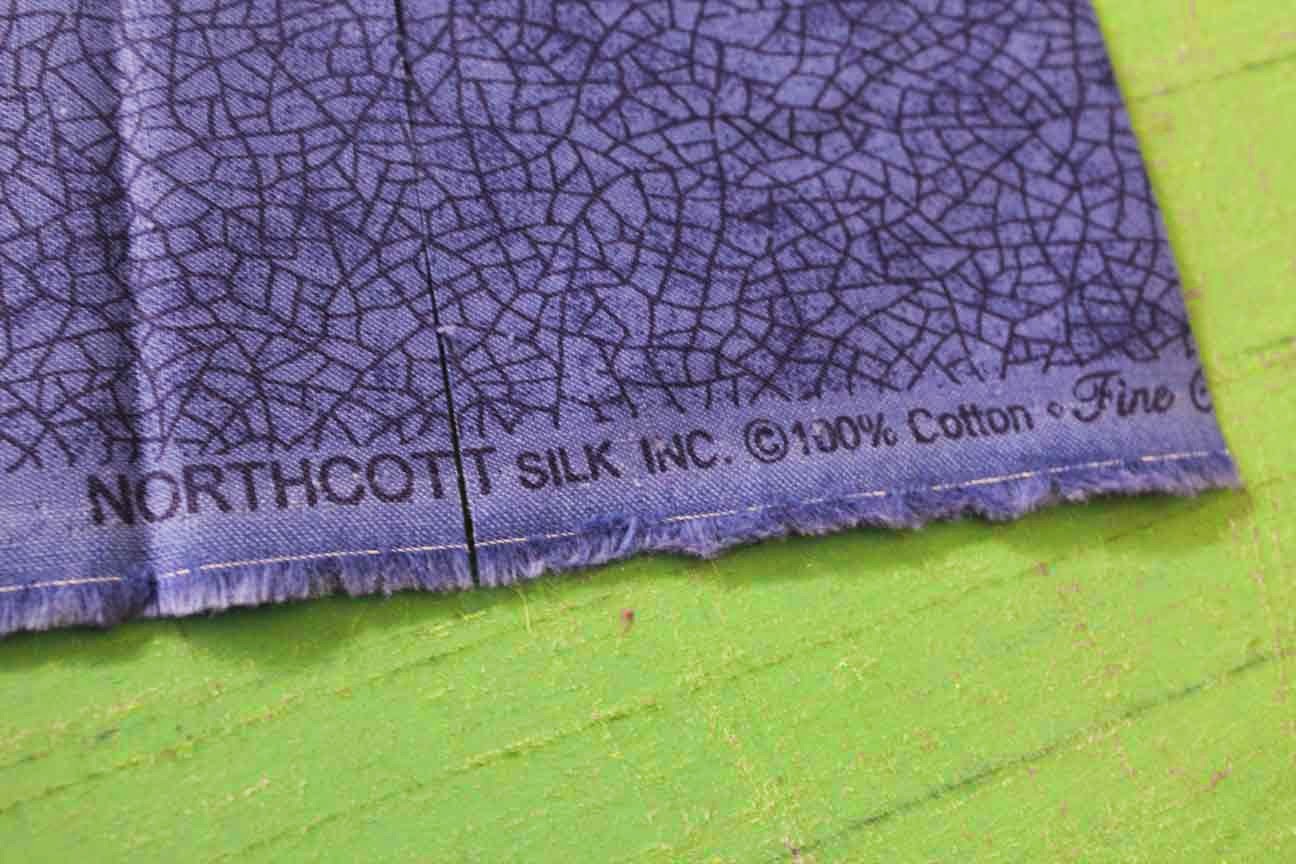 NORTHCOTT SILK INC. ©100% Cotton ∘ Fine